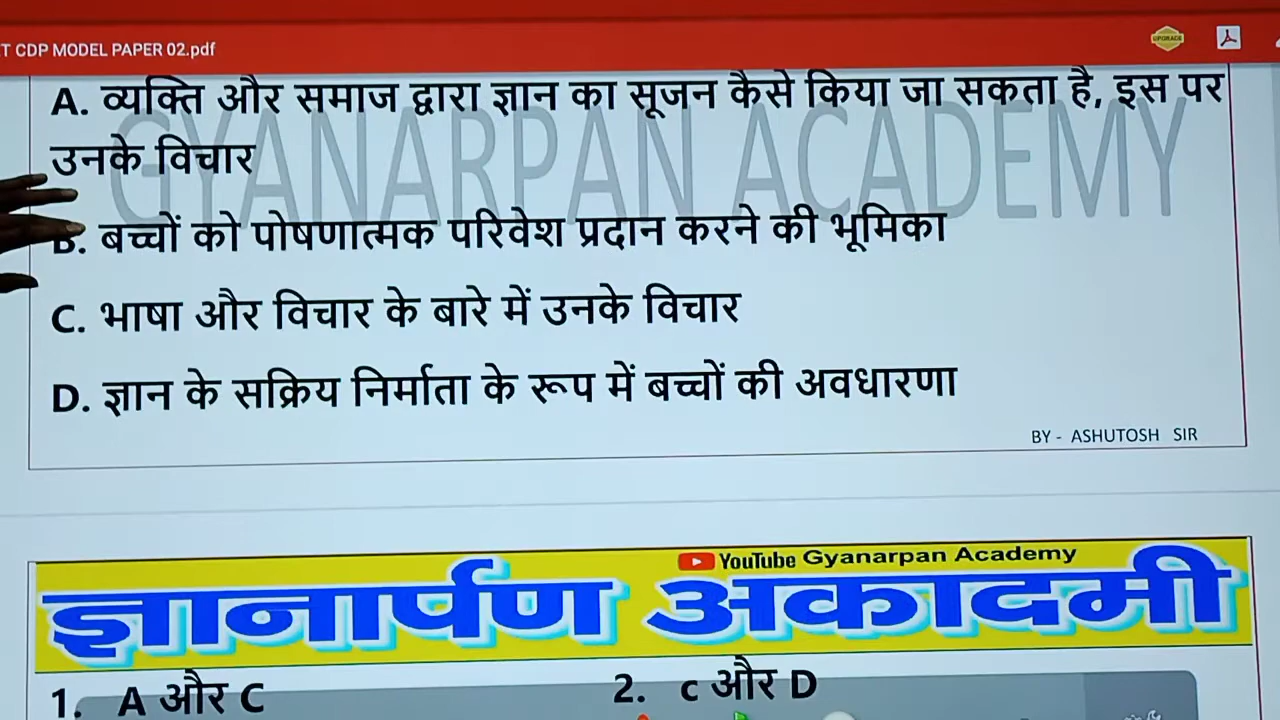 T CDP MODEL PAPER 02.pdf
UPGRADE
A. व्यक्ति और समाज द्वारा ज्ञान का सृजन कैसे किया जा सकता है, इस पर
उनके विचार
B. बच्चों को पोषणात्मक परिवेश प्रदान करने की भूमिका
C. भाषा और विचार के बारे में उनके विचार
D. ज्ञान के सक्रिय निर्माता के रूप में बच्चों की अवधारणा
GYANARPAN ACADEMY
BY - ASHUTOSH SIR
YouTube Gyanarpan Academy
ज्ञानार्पण अकादमी
1. A और C 2. c और D